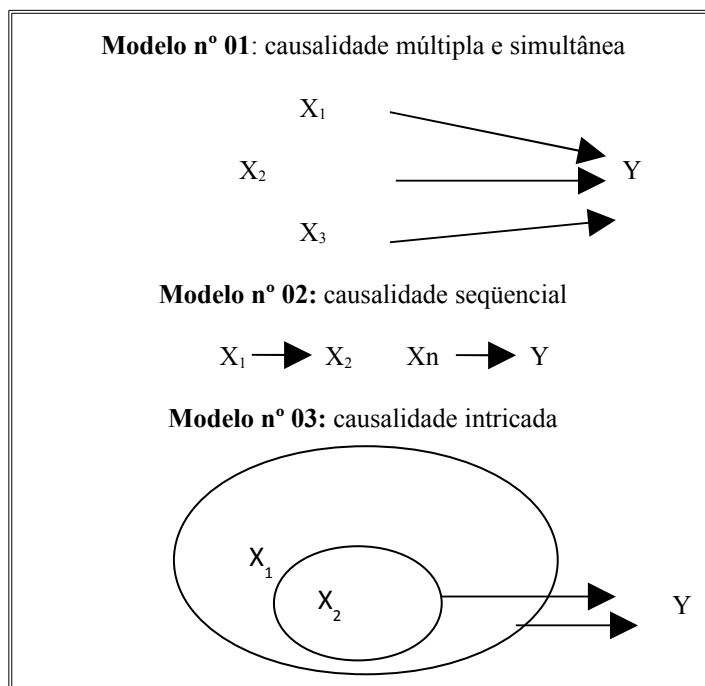 Modelo nº 01: causalidade múltipla e simultânea
X₁
X₂ Y
X₃
Modelo nº 02: causalidade seqüencial
X₁ X₂ Xn Y
Modelo nº 03: causalidade intricada
X₁
X₂
Y